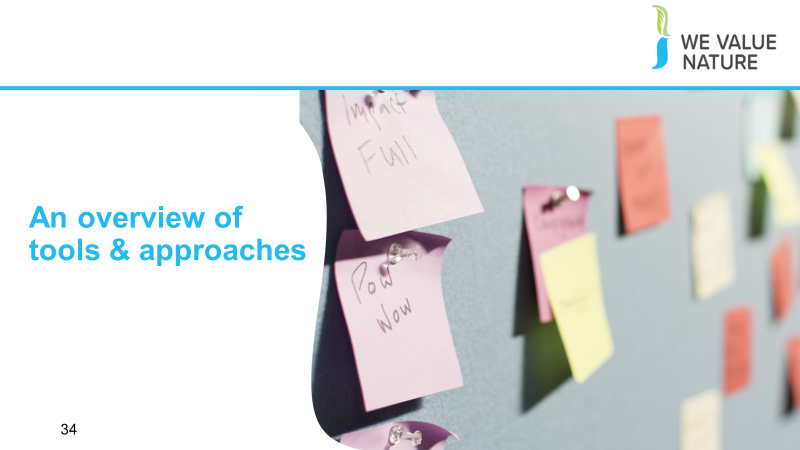 WE VALUE
NATURE
An overview of
tools & approaches
Impact
Full
Pow
Wow
34